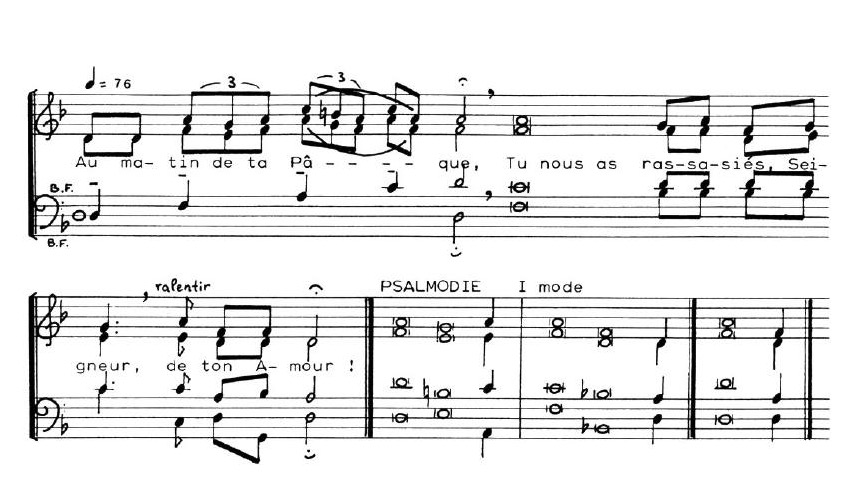 = 76
3 3
Au ma-tin de ta Pâ - - - - que, Tu nous as ras-sa-siés, Sei-
B.F.
B.F.
ralentir
PSALMODIE I mode
gneur, de ton A-mour !